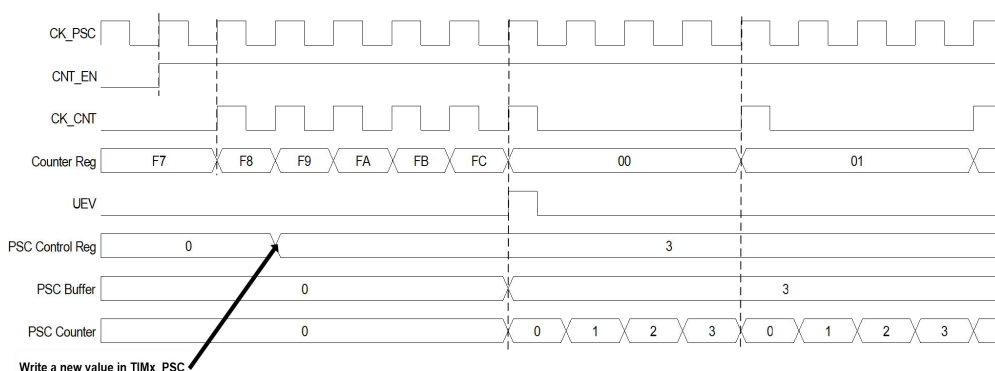 CK_PSC
CNT_EN
CK_CNT
Counter Reg F7 F8 F9 FA FB FC 00 01
UEV
PSC Control Reg 0 3
PSC Buffer 0 3
PSC Counter 0 0 1 2 3 0 1 2 3
Write a new value in TIMx_PSC